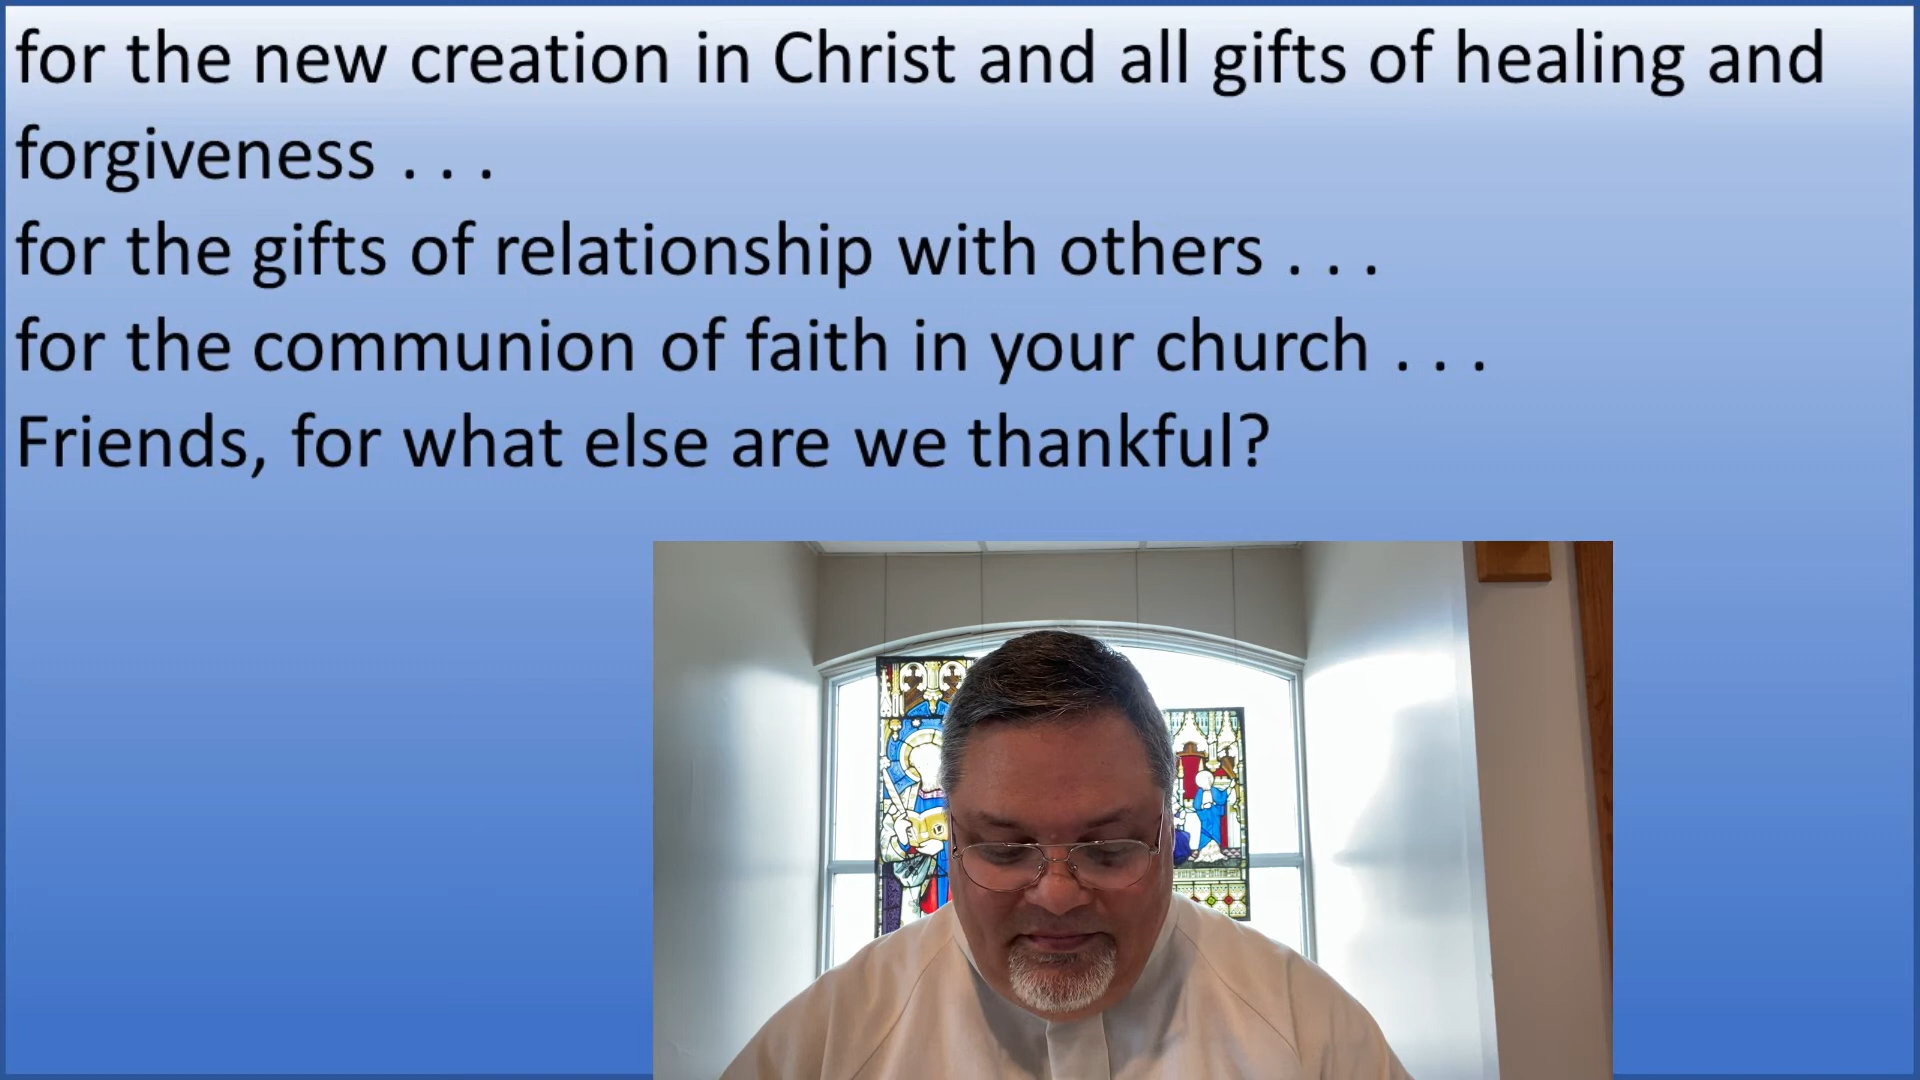 for the new creation in Christ and all gifts of healing and
forgiveness . . .
for the gifts of relationship with others . . .
for the communion of faith in your church . . .
Friends, for what else are we thankful?